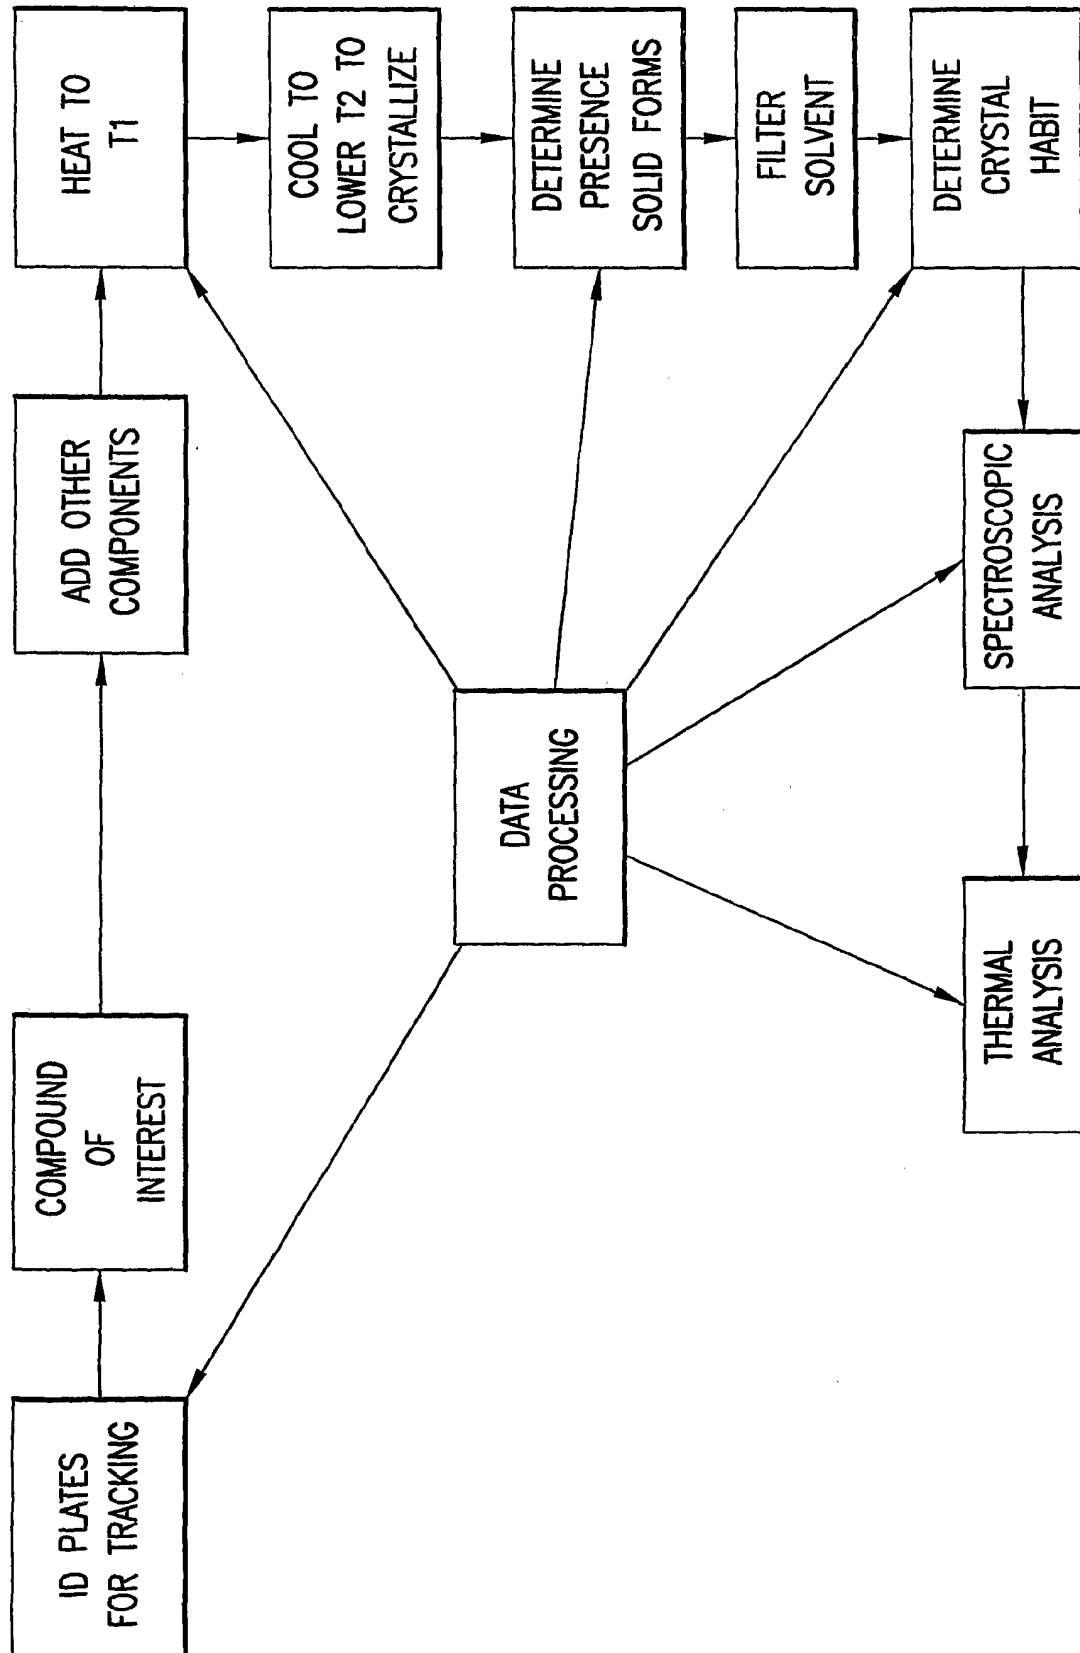 ID PLATES
FOR TRACKING
COMPOUND
OF
INTEREST
ADD OTHER
COMPONENTS
HEAT TO
T1
COOL TO
LOWER T2 TO
CRYSTALLIZE
DETERMINE
PRESENCE
SOLID FORMS
FILTER
SOLVENT
DETERMINE
CRYSTAL
HABIT
SPECTROSCOPIC
ANALYSIS
THERMAL
ANALYSIS
DATA
PROCESSING